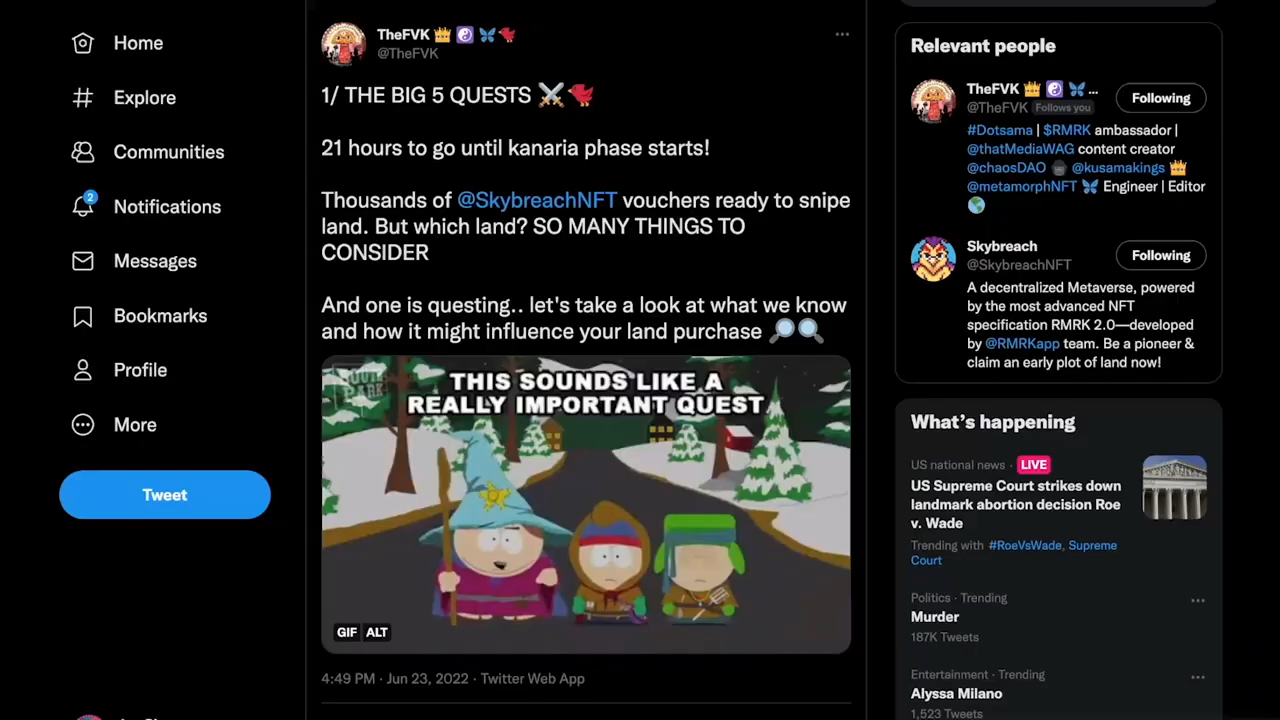 Home
Explore
Communities
2
Notifications
Messages
Bookmarks
Profile
More
Tweet
TheFVK 👑 ☯️ 🦋🐦
@TheFVK
1/ THE BIG 5 QUESTS ⚔️🐦
21 hours to go until kanaria phase starts!
Thousands of @SkybreachNFT vouchers ready to snipe
land. But which land? SO MANY THINGS TO
CONSIDER
And one is questing.. let's take a look at what we know
and how it might influence your land purchase 🔎🔍
SOUTH
PARK
THIS SOUNDS LIKE A
REALLY IMPORTANT QUEST
GIF ALT
4:49 PM · Jun 23, 2022 · Twitter Web App
Relevant people
TheFVK 👑 ☯️ 🦋 ...
@TheFVK Follows you
Following
#Dotsama | $RMRK ambassador |
@thatMediaWAG content creator
@chaosDAO @kusamakings 👑
@metamorphNFT 🦋 Engineer | Editor
🌎
Skybreach
@SkybreachNFT
Following
A decentralized Metaverse, powered
by the most advanced NFT
specification RMRK 2.0—developed
by @RMRKapp team. Be a pioneer &
claim an early plot of land now!
What's happening
US national news · LIVE
US Supreme Court strikes down
landmark abortion decision Roe
v. Wade
Trending with #RoeVsWade, Supreme
Court
Politics · Trending
Murder
187K Tweets
Entertainment · Trending
Alyssa Milano
1,523 Tweets